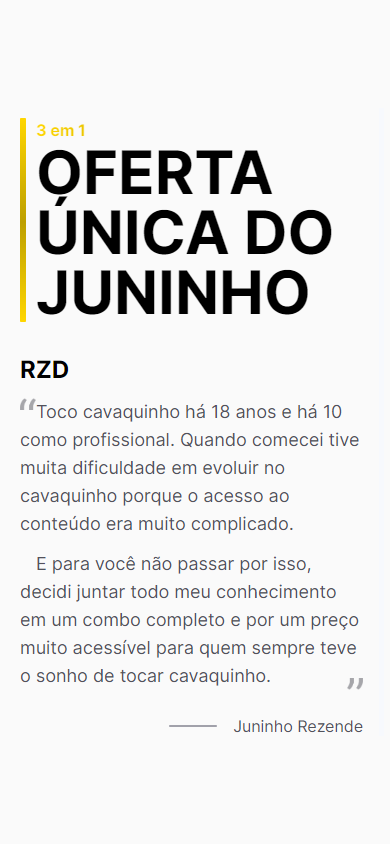 3 em 1
OFERTA
ÚNICA DO
JUNINHO
RZD
“Toco cavaquinho há 18 anos e há 10
como profissional. Quando comecei tive
muita dificuldade em evoluir no
cavaquinho porque o acesso ao
conteúdo era muito complicado.
E para você não passar por isso,
decidi juntar todo meu conhecimento
em um combo completo e por um preço
muito acessível para quem sempre teve
o sonho de tocar cavaquinho. ”
Juninho Rezende